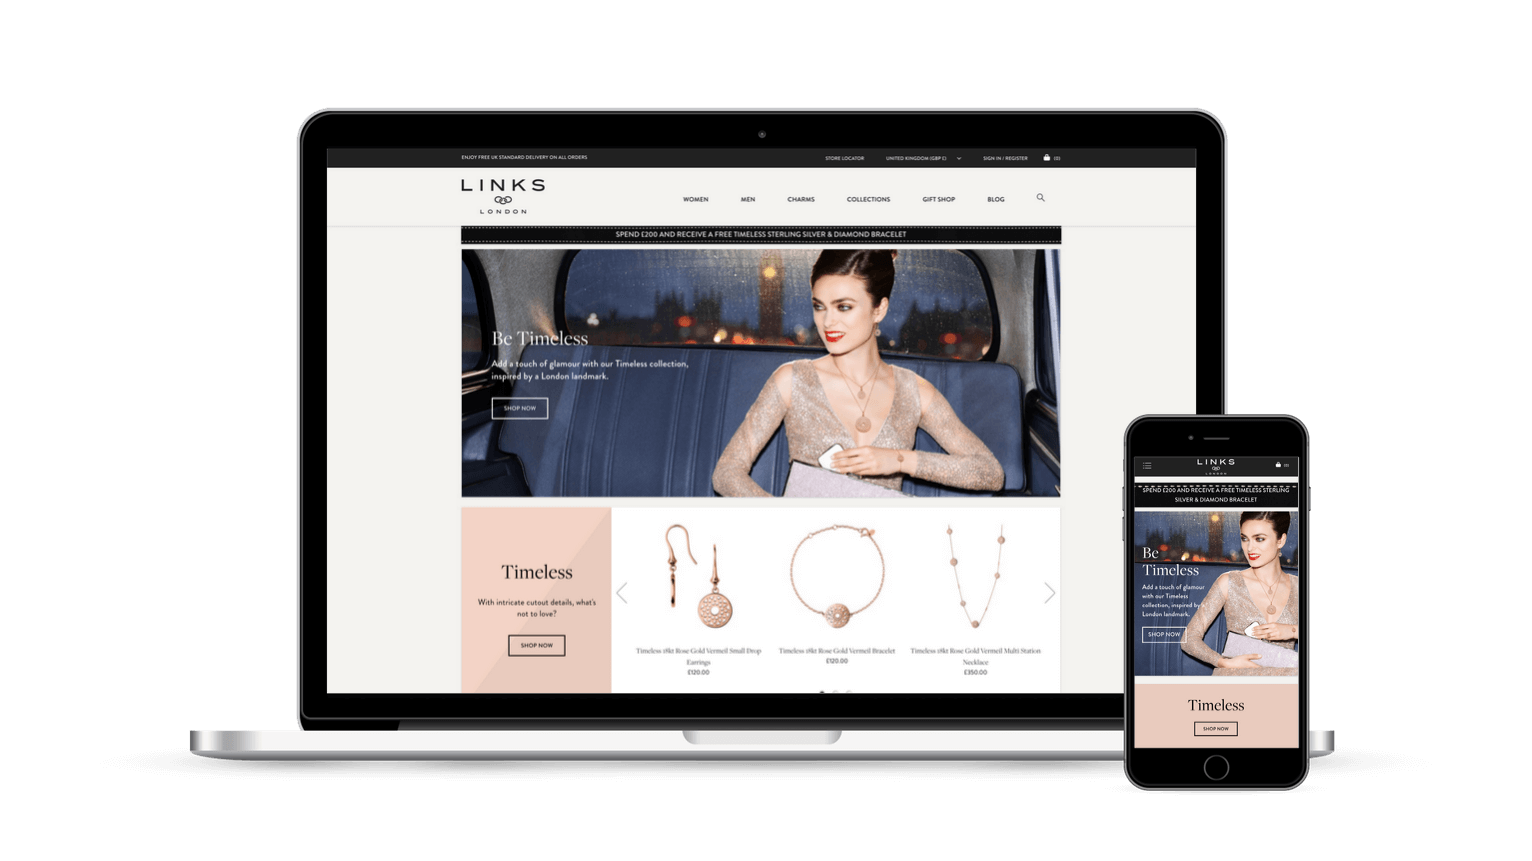 ENJOY FREE UK STANDARD DELIVERY ON ALL ORDERS
STORE LOCATOR
UNITED KINGDOM (GBP £)
SIGN IN / REGISTER
(0)
LINKS
LONDON
WOMEN
MEN
CHARMS
COLLECTIONS
GIFT SHOP
BLOG
SPEND £200 AND RECEIVE A FREE TIMELESS STERLING SILVER & DIAMOND BRACELET
Be Timeless
Add a touch of glamour with our Timeless collection,
inspired by a London landmark.
SHOP NOW
Timeless
With intricate cutout details, what's
not to love?
SHOP NOW
Timeless 18kt Rose Gold Vermeil Small Drop
Earrings
£120.00
Timeless 18kt Rose Gold Vermeil Bracelet
£120.00
Timeless 18kt Rose Gold Vermeil Multi Station
Necklace
£350.00
LINKS
LONDON
(0)
SPEND £200 AND RECEIVE A FREE TIMELESS STERLING
SILVER & DIAMOND BRACELET
Be
Timeless
Add a touch of glamour
with our Timeless
collection, inspired by a
London landmark.
SHOP NOW
Timeless
SHOP NOW